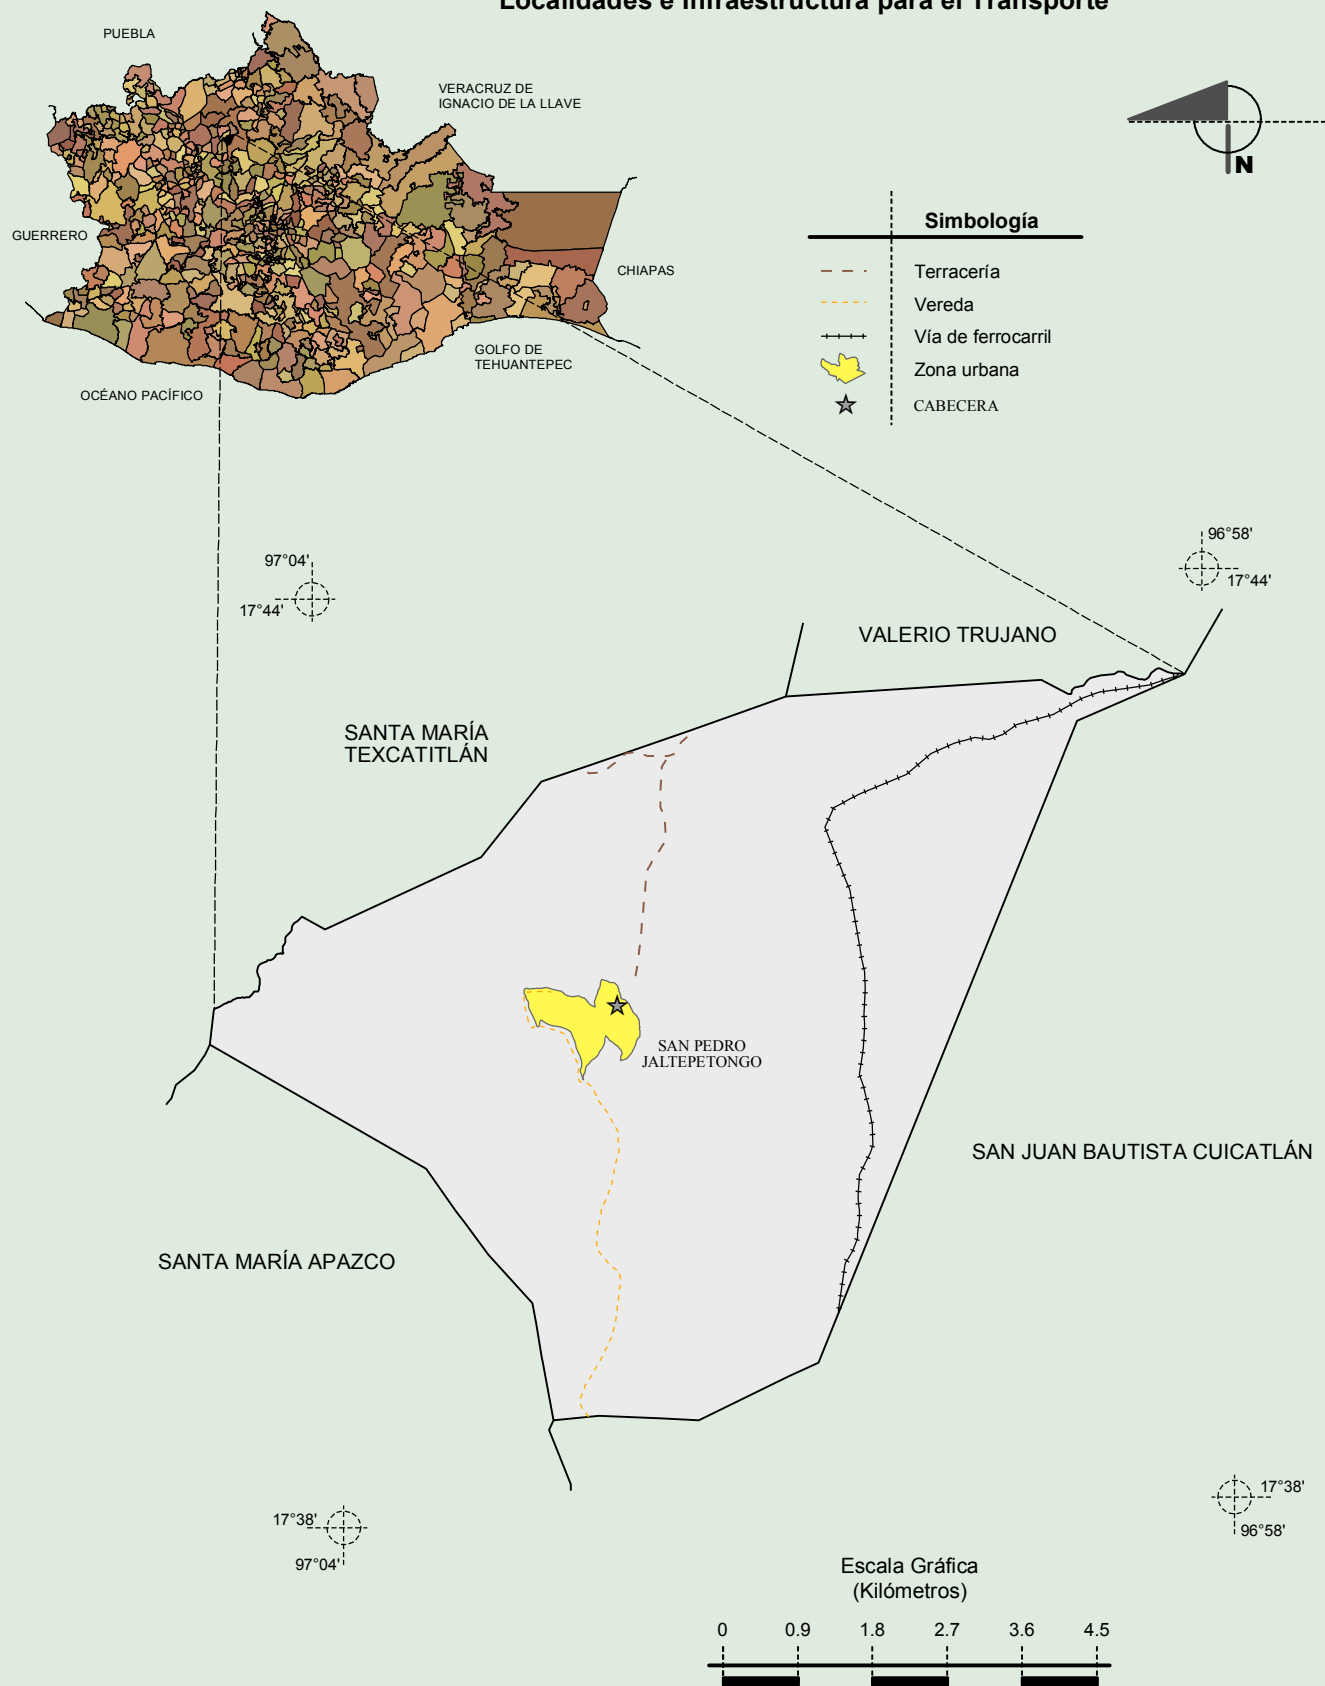 Localidades e Infraestructura para el Transporte
PUEBLA
VERACRUZ DE
IGNACIO DE LA LLAVE
GUERRERO
CHIAPAS
GOLFO DE
TEHUANTEPEC
OCÉANO PACÍFICO
N
Simbología
Terracería
Vereda
Vía de ferrocarril
Zona urbana
CABECERA
97°04'
17°44'
96°58'
17°44'
VALERIO TRUJANO
SANTA MARÍA
TEXCATITLÁN
SAN PEDRO
JALTEPETONGO
SAN JUAN BAUTISTA CUICATLÁN
SANTA MARÍA APAZCO
17°38'
97°04'
17°38'
96°58'
Escala Gráfica
(Kilómetros)
0 0.9 1.8 2.7 3.6 4.5